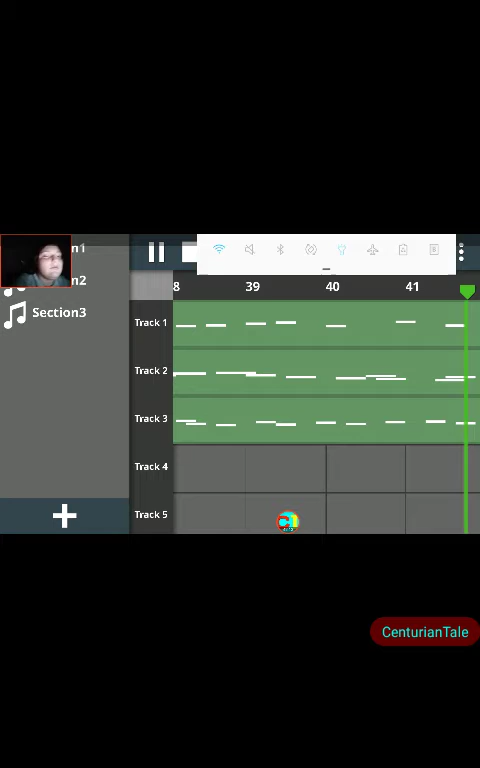 n1
n2
Section3
8 39 40 41
Track 1
Track 2
Track 3
Track 4
Track 5
CenturianTale